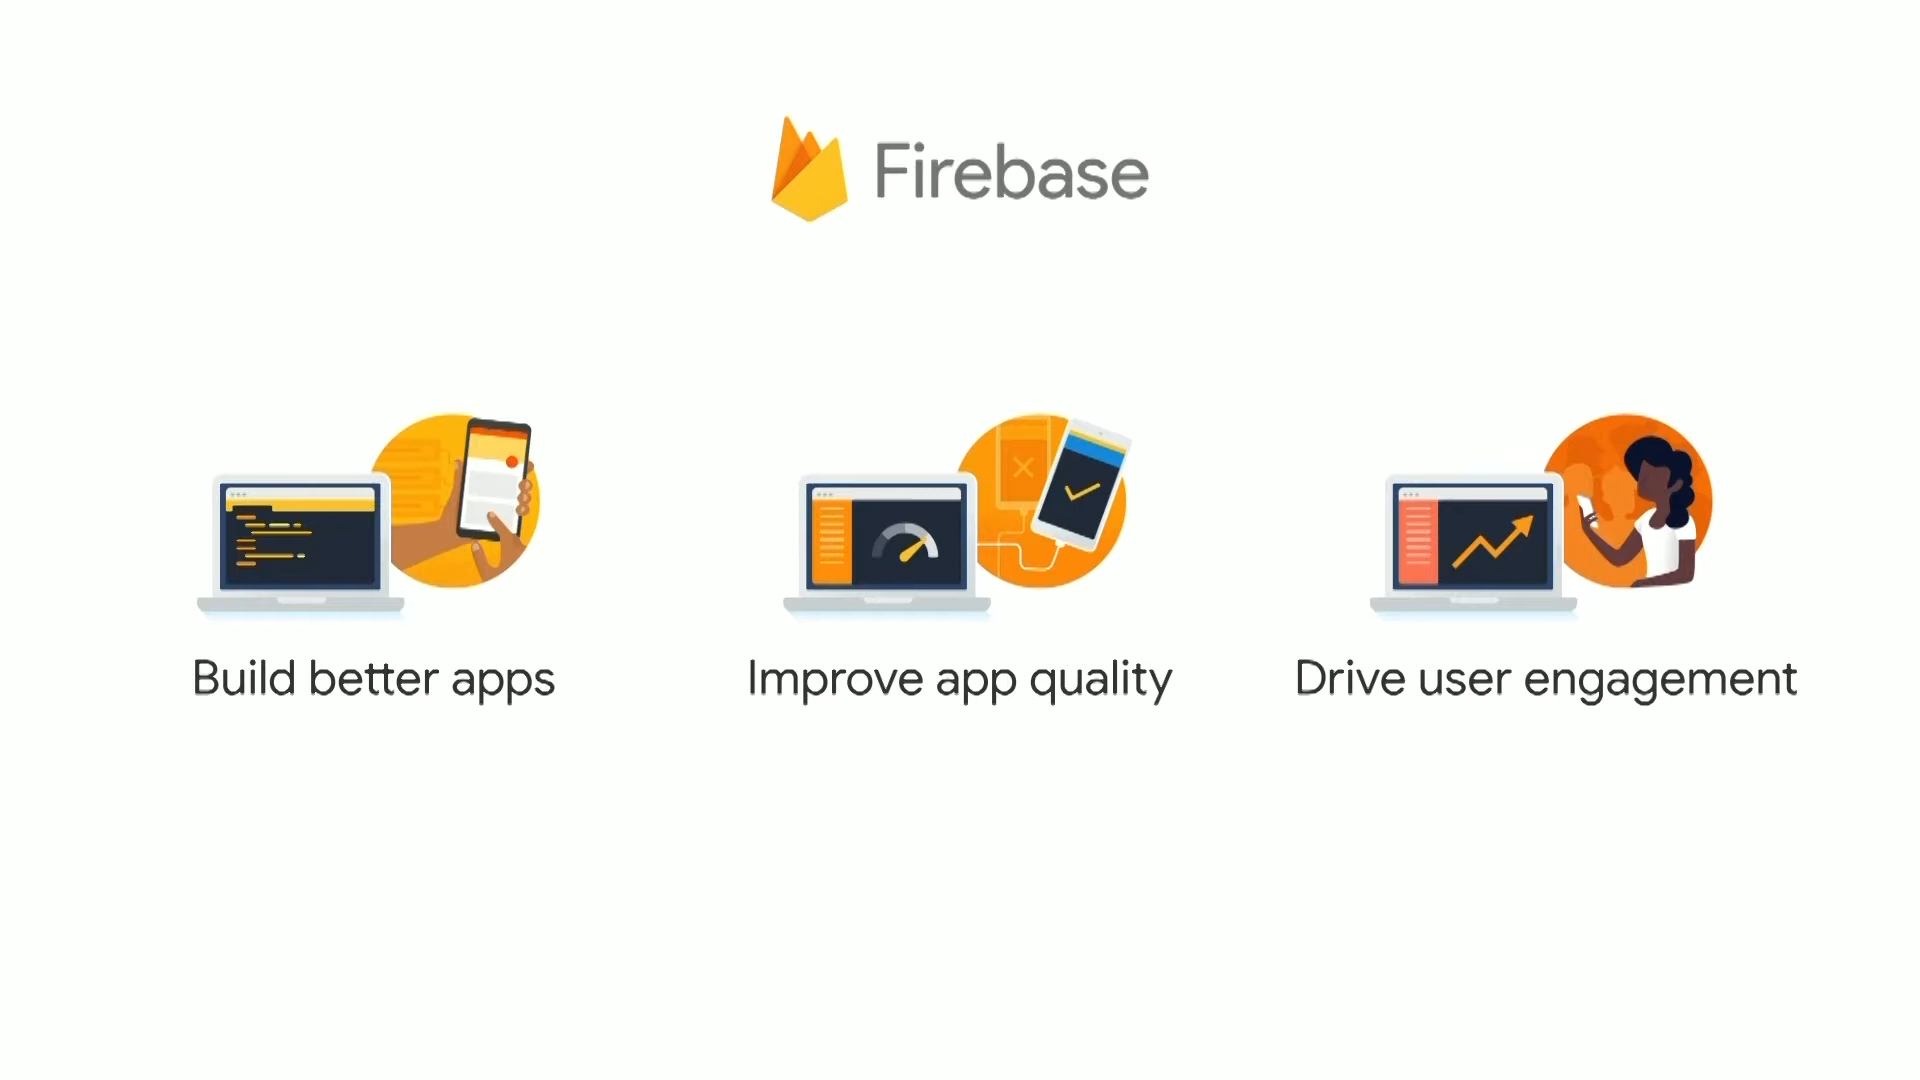 Firebase
Build better apps
Improve app quality
Drive user engagement